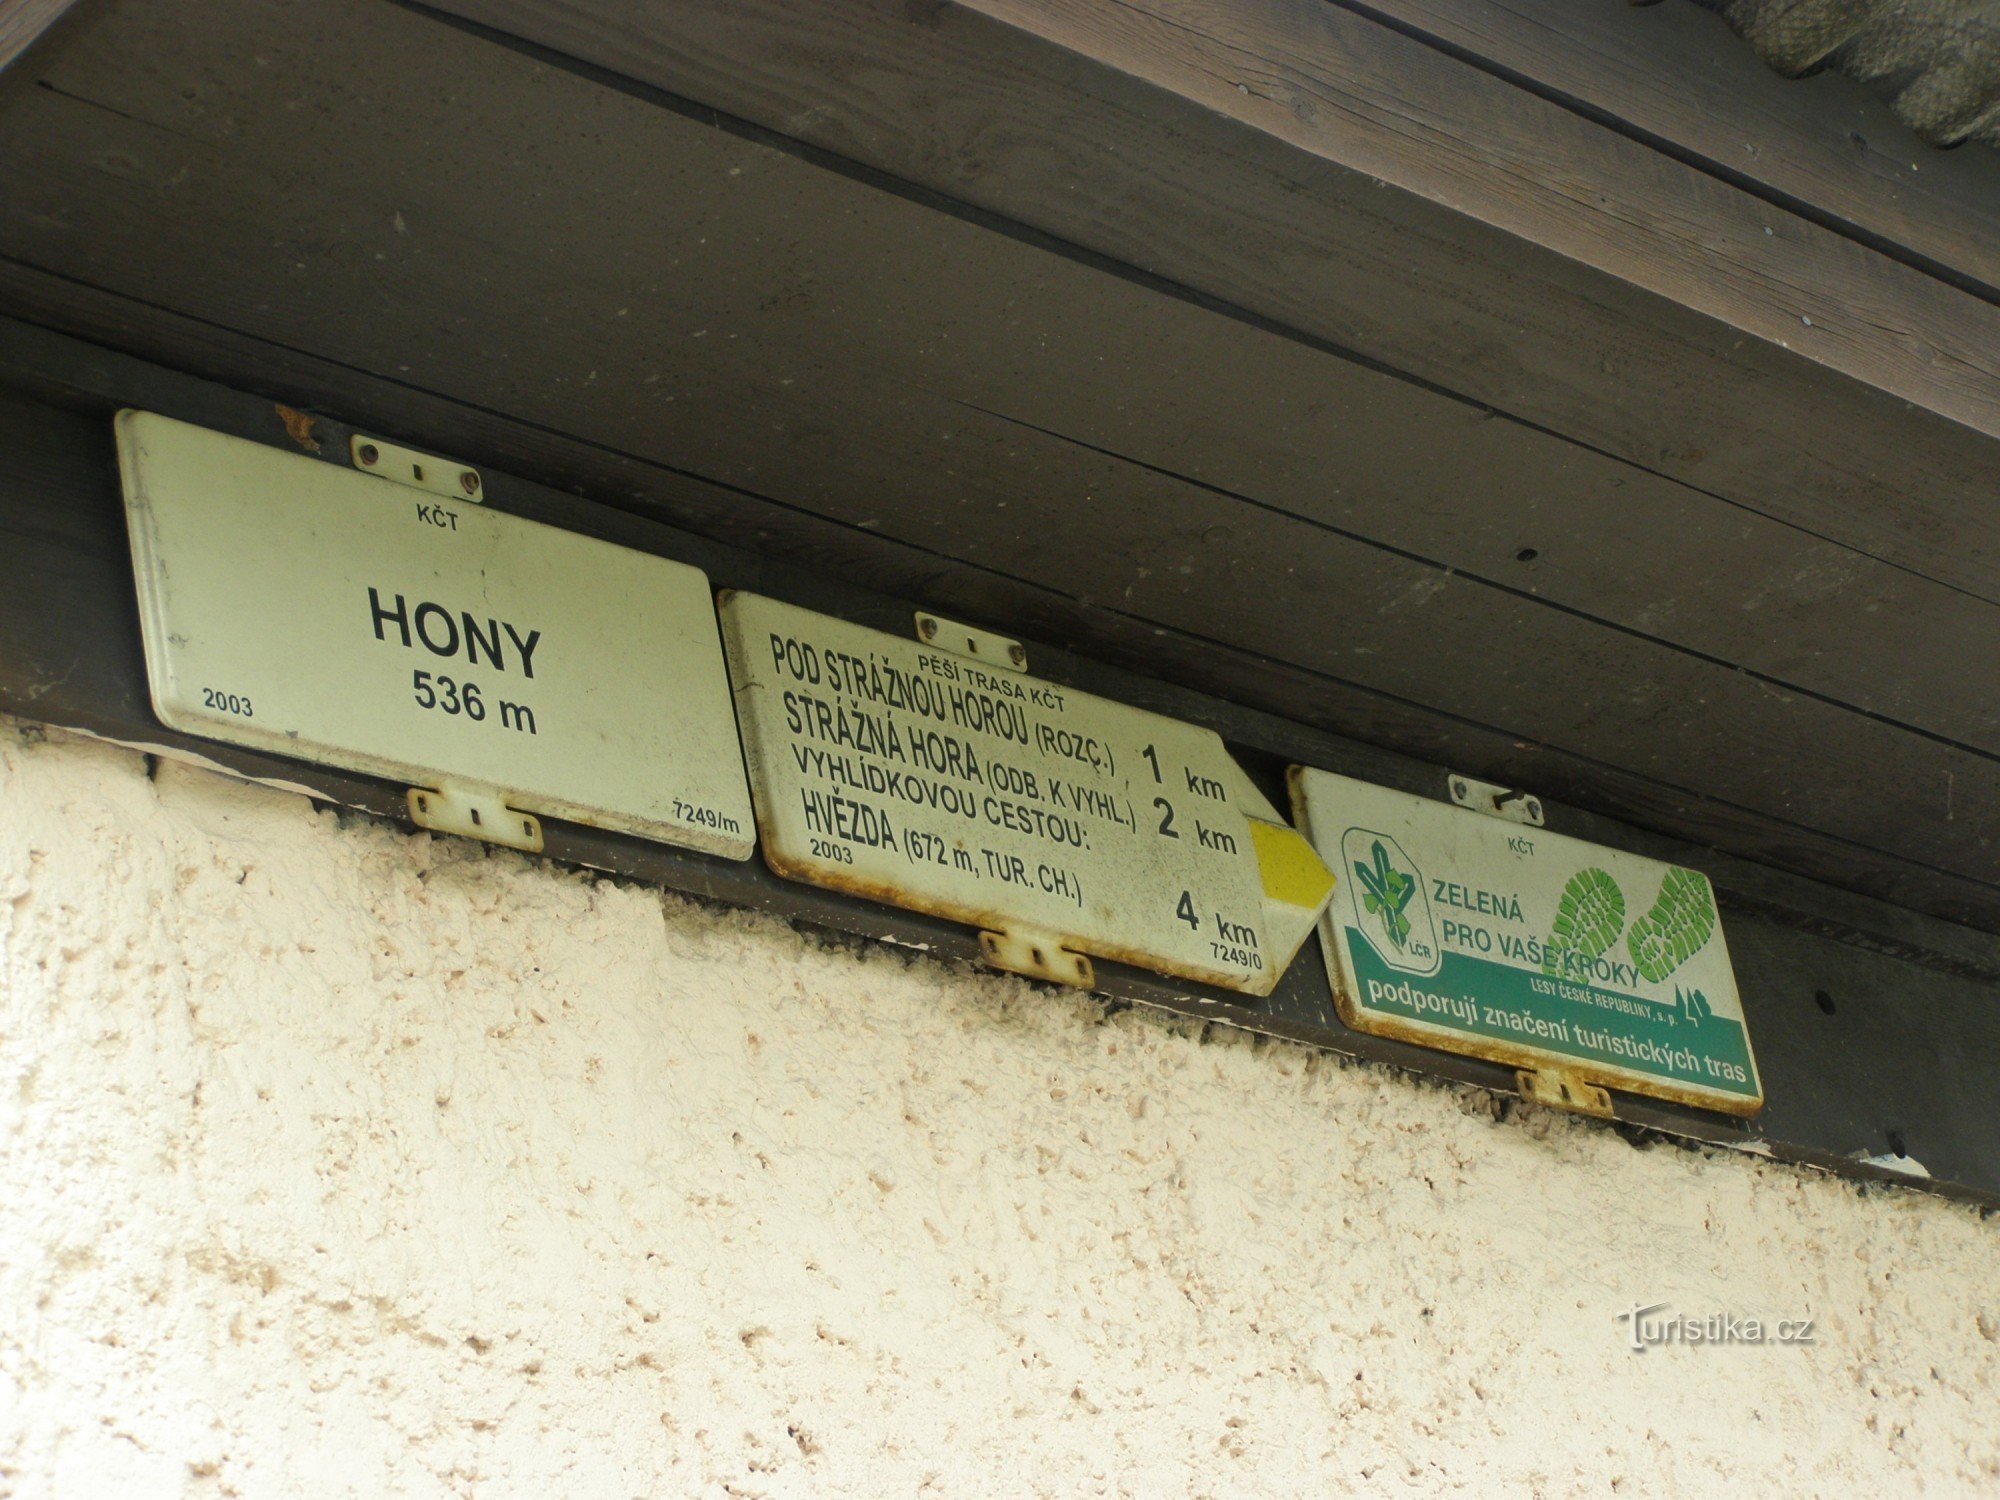 KČT
HONY
536 m
2003
7249/m
PĚŠÍ TRASA KČT
POD STRÁŽNOU HOROU (ROZC.) 1 km
STRÁŽNÁ HORA (ODB. K VYHL.) 2 km
VYHLÍDKOVOU CESTOU:
HVĚZDA (672 m, TUR. CH.) 4 km
2003
7249/0
KČT
LČR
ZELENÁ
PRO VAŠE KROKY
LESY ČESKÉ REPUBLIKY, s. p.
podporují značení turistických tras
Turistika.cz